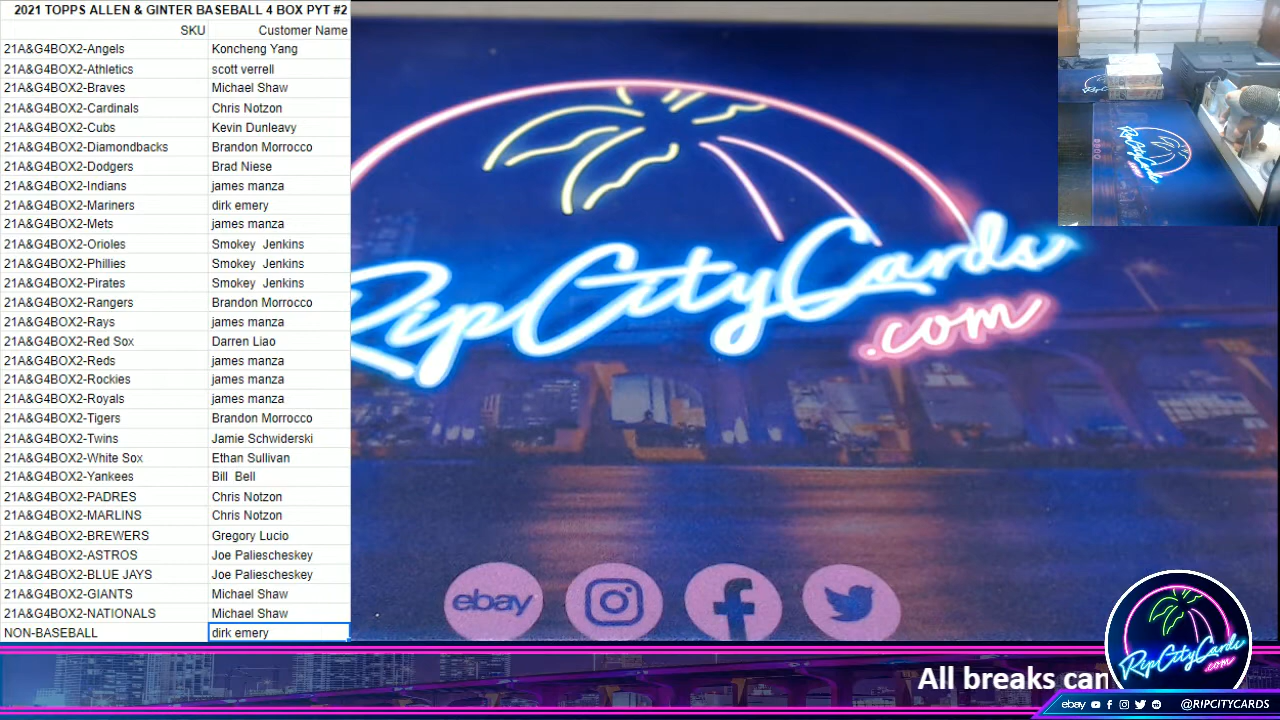 2021 TOPPS ALLEN & GINTER BASEBALL 4 BOX PYT #2
SKU Customer Name
21A&G4BOX2-Angels Koncheng Yang
21A&G4BOX2-Athletics scott verrell
21A&G4BOX2-Braves Michael Shaw
21A&G4BOX2-Cardinals Chris Notzon
21A&G4BOX2-Cubs Kevin Dunleavy
21A&G4BOX2-Diamondbacks Brandon Morrocco
21A&G4BOX2-Dodgers Brad Niese
21A&G4BOX2-Indians james manza
21A&G4BOX2-Mariners dirk emery
21A&G4BOX2-Mets james manza
21A&G4BOX2-Orioles Smokey Jenkins
21A&G4BOX2-Phillies Smokey Jenkins
21A&G4BOX2-Pirates Smokey Jenkins
21A&G4BOX2-Rangers Brandon Morrocco
21A&G4BOX2-Rays james manza
21A&G4BOX2-Red Sox Darren Liao
21A&G4BOX2-Reds james manza
21A&G4BOX2-Rockies james manza
21A&G4BOX2-Royals james manza
21A&G4BOX2-Tigers Brandon Morrocco
21A&G4BOX2-Twins Jamie Schwiderski
21A&G4BOX2-White Sox Ethan Sullivan
21A&G4BOX2-Yankees Bill Bell
21A&G4BOX2-PADRES Chris Notzon
21A&G4BOX2-MARLINS Chris Notzon
21A&G4BOX2-BREWERS Gregory Lucio
21A&G4BOX2-ASTROS Joe Paliescheskey
21A&G4BOX2-BLUE JAYS Joe Paliescheskey
21A&G4BOX2-GIANTS Michael Shaw
21A&G4BOX2-NATIONALS Michael Shaw
NON-BASEBALL dirk emery
RipCityCards
.com
ebay
All breaks can
RipCityCards
.com
ebay @RIPCITYCARDS